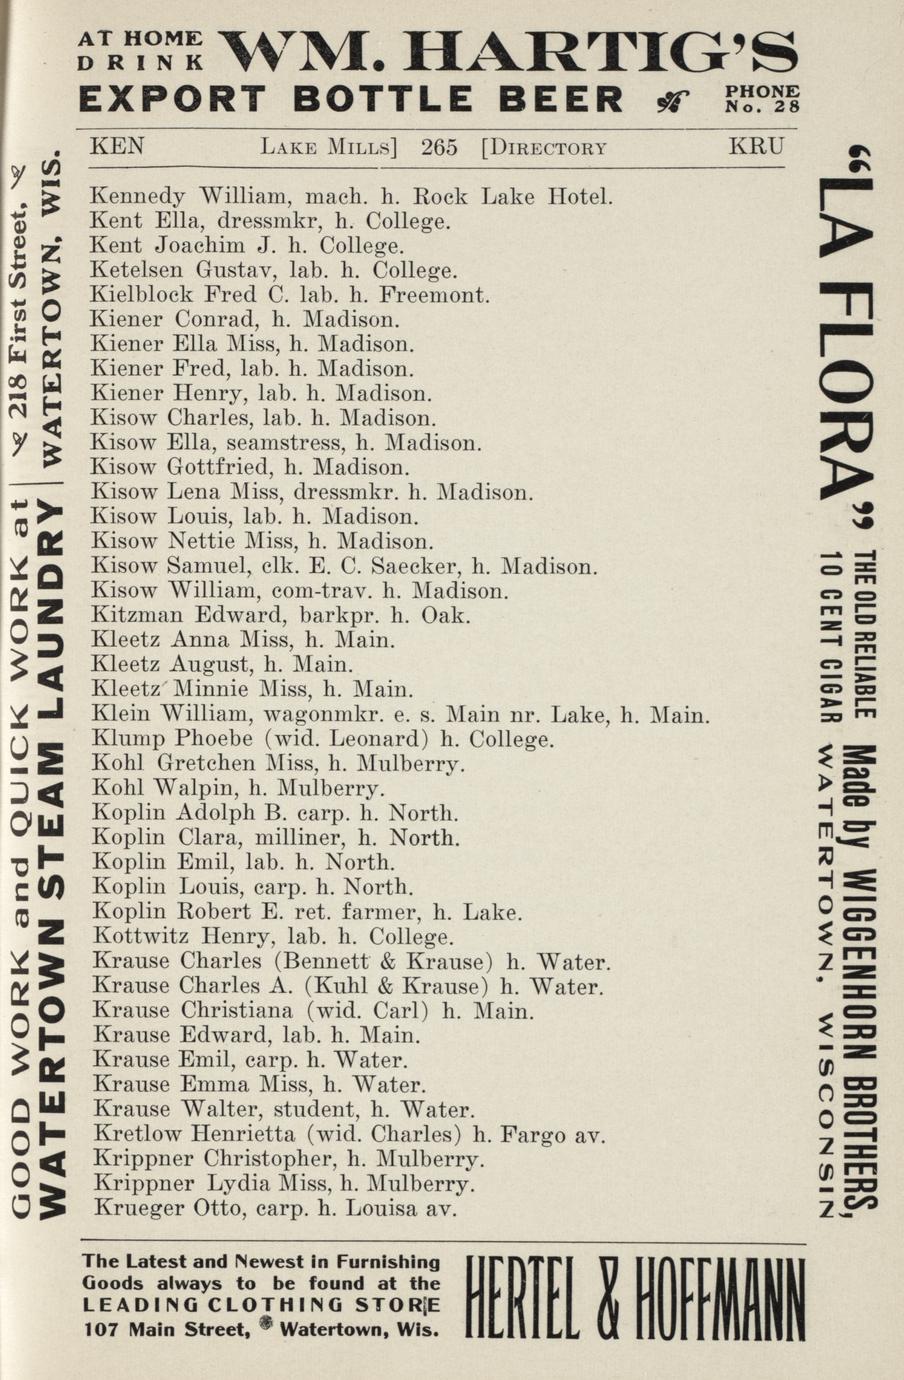 AT HOME DRINK WM. HARTIG'S
EXPORT BOTTLE BEER PHONE No. 28
KEN LAKE MILLS] 265 [DIRECTORY KRU
Kennedy William, mach. h. Rock Lake Hotel.
Kent Ella, dressmkr, h. College.
Kent Joachim J. h. College.
Ketelsen Gustav, lab. h. College.
Kielblock Fred C. lab. h. Freemont.
Kiener Conrad, h. Madison.
Kiener Ella Miss, h. Madison.
Kiener Fred, lab. h. Madison.
Kiener Henry, lab. h. Madison.
Kisow Charles, lab. h. Madison.
Kisow Ella, seamstress, h. Madison.
Kisow Gottfried, h. Madison.
Kisow Lena Miss, dressmkr. h. Madison.
Kisow Louis, lab. h. Madison.
Kisow Nettie Miss, h. Madison.
Kisow Samuel, clk. E. C. Saecker, h. Madison.
Kisow William, com-trav. h. Madison.
Kitzman Edward, barkpr. h. Oak.
Kleetz Anna Miss, h. Main.
Kleetz August, h. Main.
Kleetz Minnie Miss, h. Main.
Klein William, wagonmkr. e. s. Main nr. Lake, h. Main.
Klump Phoebe (wid. Leonard) h. College.
Kohl Gretchen Miss, h. Mulberry.
Kohl Walpin, h. Mulberry.
Koplin Adolph B. carp. h. North.
Koplin Clara, milliner, h. North.
Koplin Emil, lab. h. North.
Koplin Louis, carp. h. North.
Koplin Robert E. ret. farmer, h. Lake.
Kottwitz Henry, lab. h. College.
Krause Charles (Bennett & Krause) h. Water.
Krause Charles A. (Kuhl & Krause) h. Water.
Krause Christiana (wid. Carl) h. Main.
Krause Edward, lab. h. Main.
Krause Emil, carp. h. Water.
Krause Emma Miss, h. Water.
Krause Walter, student, h. Water.
Kretlow Henrietta (wid. Charles) h. Fargo av.
Krippner Christopher, h. Mulberry.
Krippner Lydia Miss, h. Mulberry.
Krueger Otto, carp. h. Louisa av.
GOOD WORK and QUICK WORK at
WATERTOWN STEAM LAUNDRY
218 First Street,
WATERTOWN, WIS.
"LA FLORA"
THE OLD RELIABLE
10 CENT CIGAR
Made by WIGGENHORN BROTHERS,
WATERTOWN, WISCONSIN
The Latest and Newest in Furnishing
Goods always to be found at the
LEADING CLOTHING STORE
107 Main Street, Watertown, Wis.
HERTEL & HOFFMANN